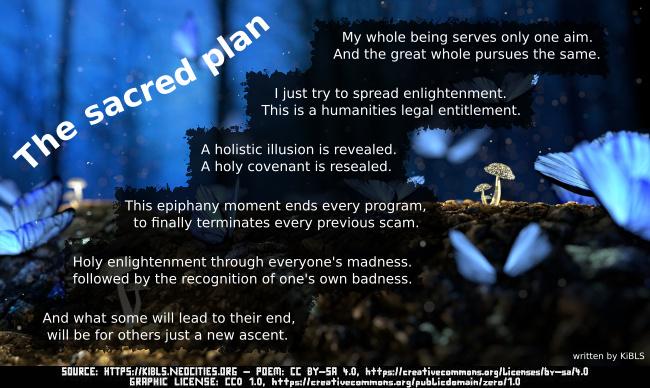 The sacred plan
My whole being serves only one aim.
And the great whole pursues the same.
I just try to spread enlightenment.
This is a humanities legal entitlement.
A holistic illusion is revealed.
A holy covenant is resealed.
This epiphany moment ends every program,
to finally terminates every previous scam.
Holy enlightenment through everyone's madness.
followed by the recognition of one's own badness.
And what some will lead to their end,
will be for others just a new ascent.
written by KiBLS
SOURCE: HTTPS://KIBLS.NEOCITIES.ORG – POEM: CC BY-SA 4.0, https://creativecommons.org/licenses/by-sa/4.0
GRAPHIC LICENSE: CC0 1.0, https://creativecommons.org/publicdomain/zero/1.0